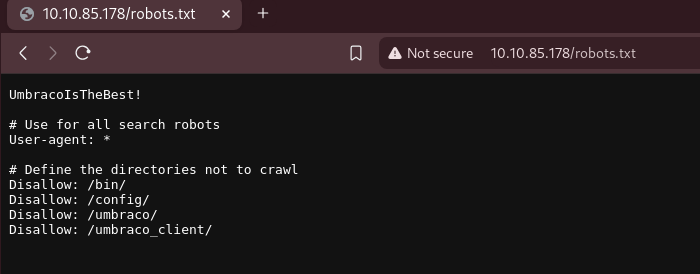 10.10.85.178/robots.txt
Not secure 10.10.85.178/robots.txt
UmbracoIsTheBest!
# Use for all search robots
User-agent: *
# Define the directories not to crawl
Disallow: /bin/
Disallow: /config/
Disallow: /umbraco/
Disallow: /umbraco_client/